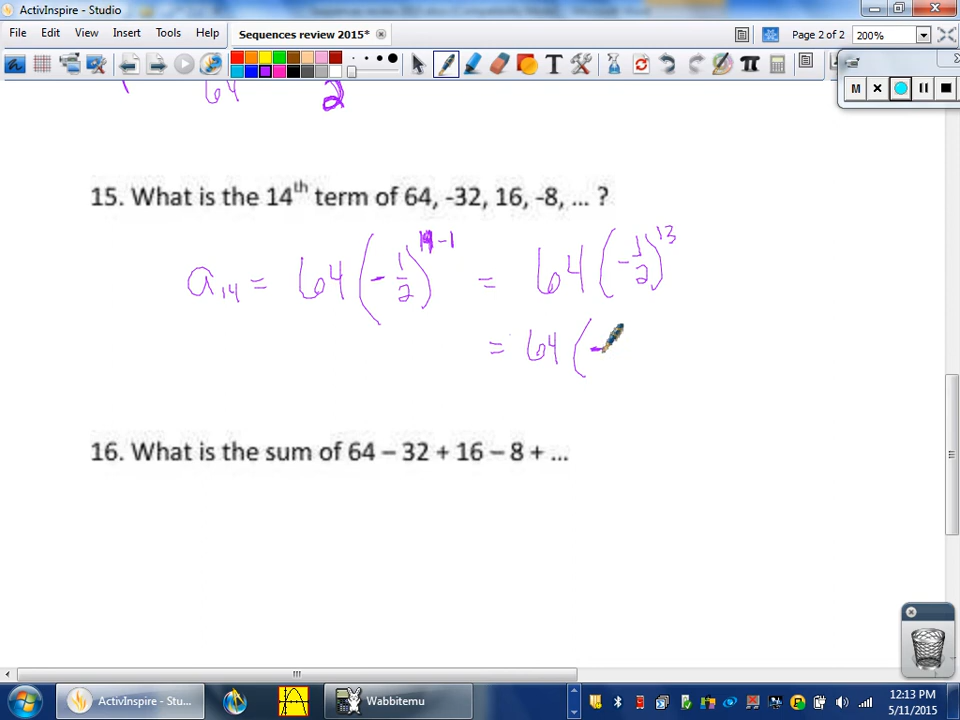 ActivInspire - Studio
File Edit View Insert Tools Help
Sequences review 2015*
Page 2 of 2
200%
M
64
2
15. What is the 14th term of 64, -32, 16, -8, ... ?
a14 = 64 (- 1/2)^14-1 = 64 (- 1/2)^13
= 64 (-
16. What is the sum of 64 – 32 + 16 – 8 + ...
ActivInspire - Stu...
Wabbitemu
12:13 PM
5/11/2015